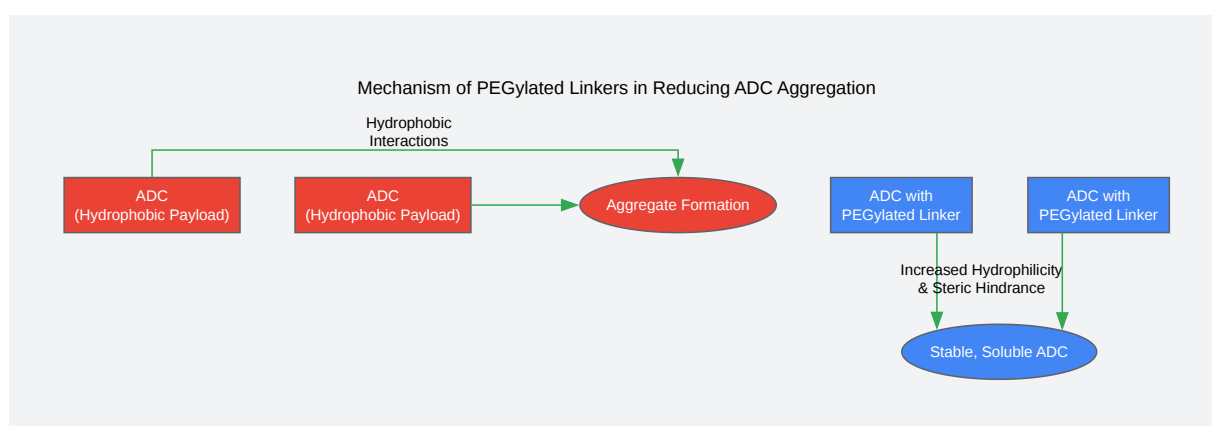 Mechanism of PEGylated Linkers in Reducing ADC Aggregation
Hydrophobic
Interactions
ADC
(Hydrophobic Payload)
ADC
(Hydrophobic Payload)
Aggregate Formation
ADC with
PEGylated Linker
ADC with
PEGylated Linker
Increased Hydrophilicity
& Steric Hindrance
Stable, Soluble ADC